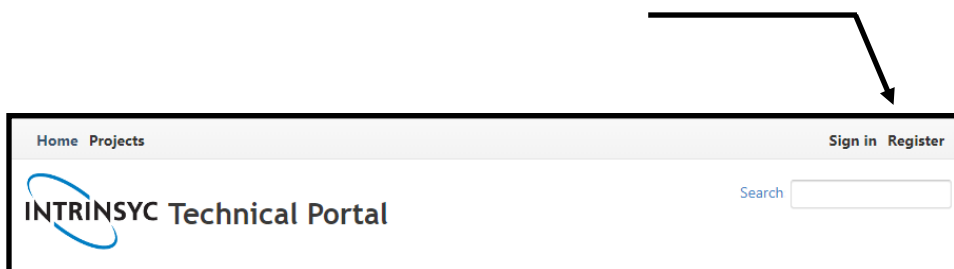 Home Projects Sign in Register
Search
INTRINSYC Technical Portal